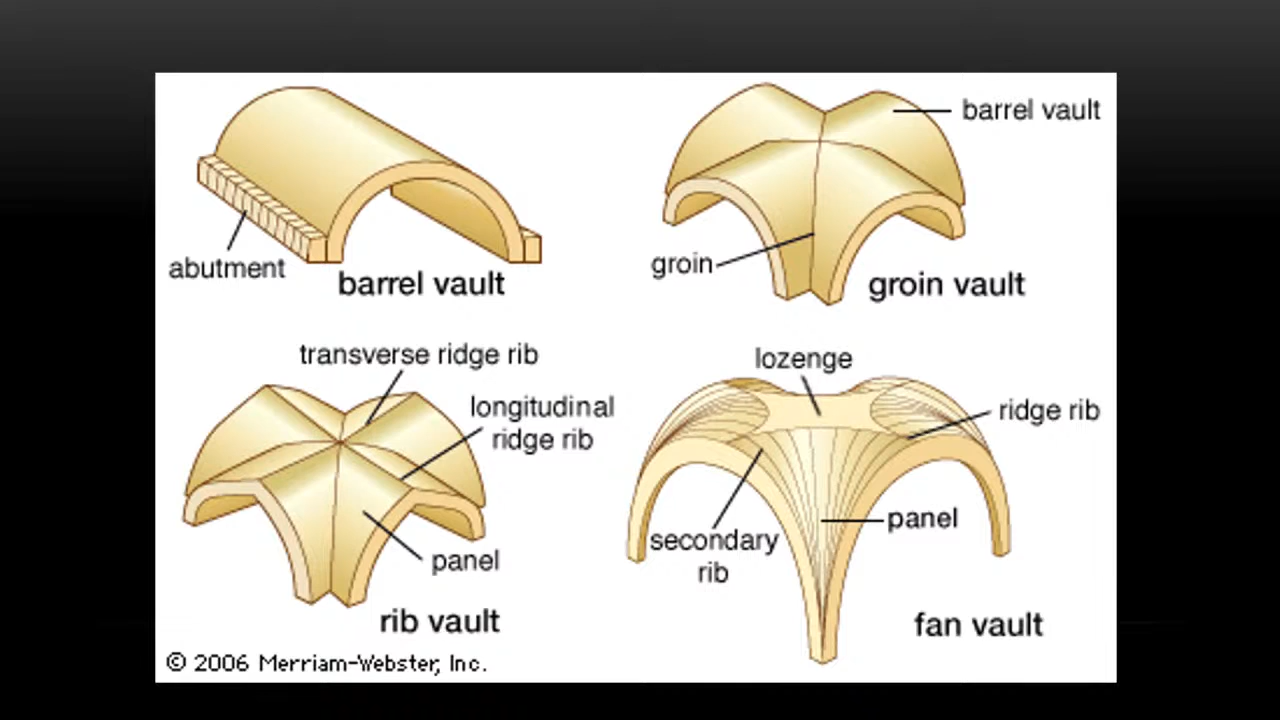 barrel vault
groin
abutment
barrel vault
groin vault
transverse ridge rib
longitudinal
ridge rib
panel
rib vault
lozenge
ridge rib
panel
secondary
rib
fan vault
© 2006 Merriam-Webster, Inc.